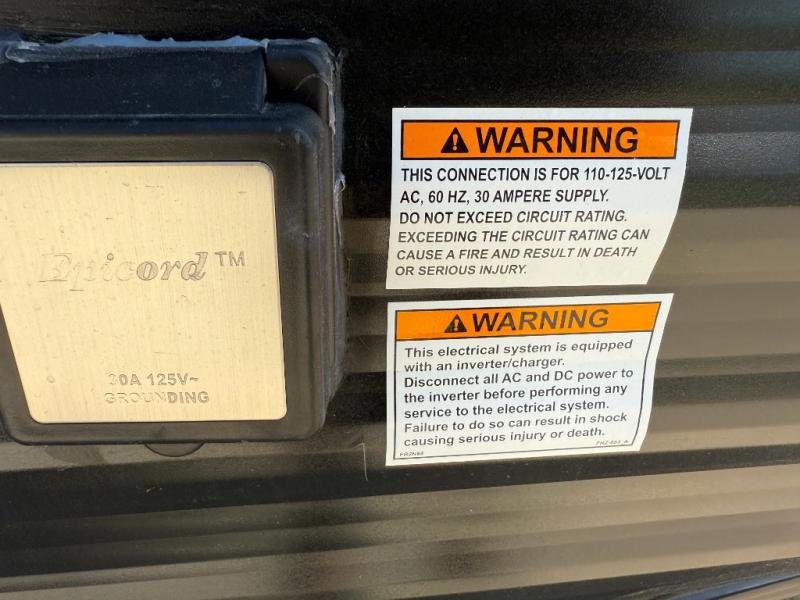 Epicord™
30A 125V~
GROUNDING
WARNING
THIS CONNECTION IS FOR 110-125-VOLT
AC, 60 HZ, 30 AMPERE SUPPLY.
DO NOT EXCEED CIRCUIT RATING.
EXCEEDING THE CIRCUIT RATING CAN
CAUSE A FIRE AND RESULT IN DEATH
OR SERIOUS INJURY.
WARNING
This electrical system is equipped
with an inverter/charger.
Disconnect all AC and DC power to
the inverter before performing any
service to the electrical system.
Failure to do so can result in shock
causing serious injury or death.